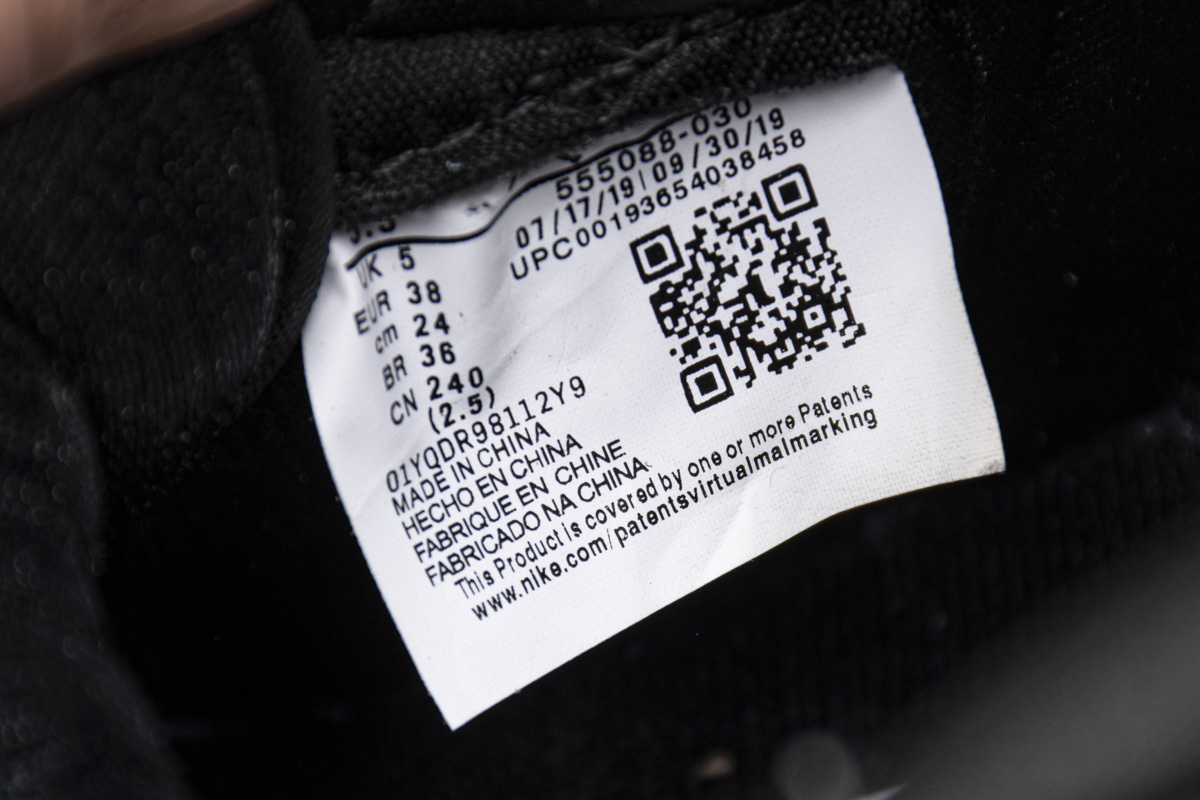 555088-030
07/17/19|09/30/19
UPC00193654038458
UK 5
EUR 38
cm 24
BR 36
CN 240
(2.5)
01YQDR98112Y9
MADE IN CHINA
HECHO EN CHINA
FABRIQUE EN CHINE
FABRICADO NA CHINA
This Product is covered by one or more Patents
www.nike.com/patentsvirtualmalmarking